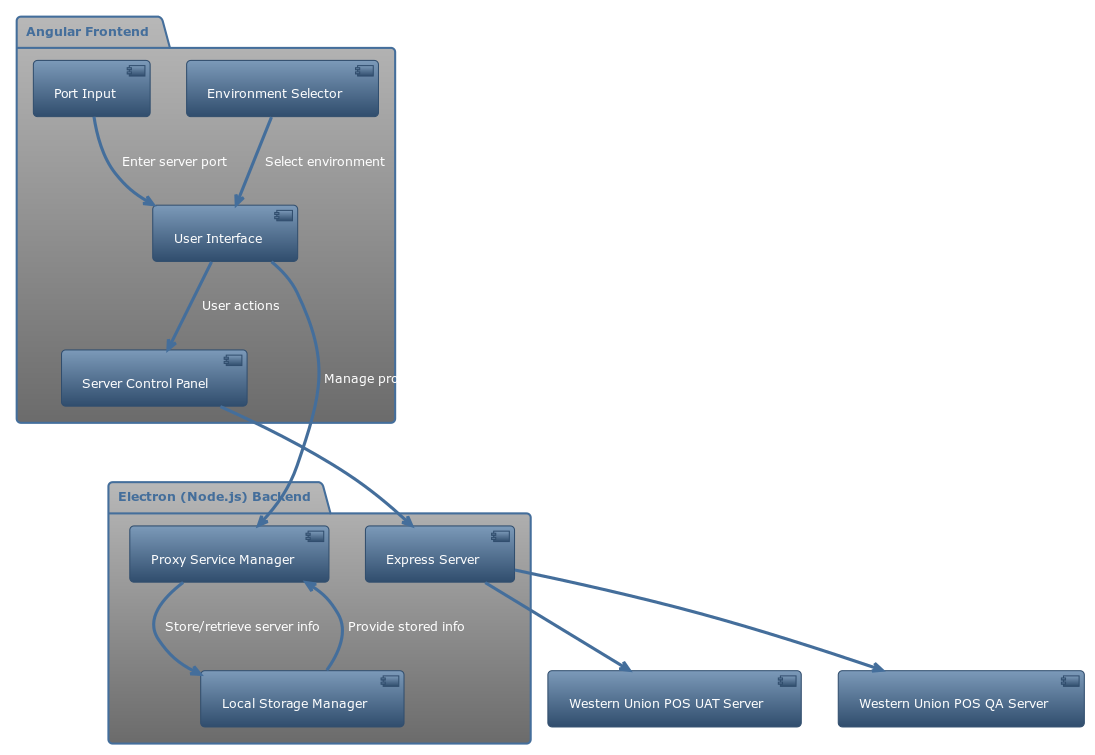 Angular Frontend
Port Input
Environment Selector
Enter server port
Select environment
User Interface
User actions
Server Control Panel
Manage pro
Electron (Node.js) Backend
Proxy Service Manager
Express Server
Store/retrieve server info
Provide stored info
Local Storage Manager
Western Union POS UAT Server
Western Union POS QA Server